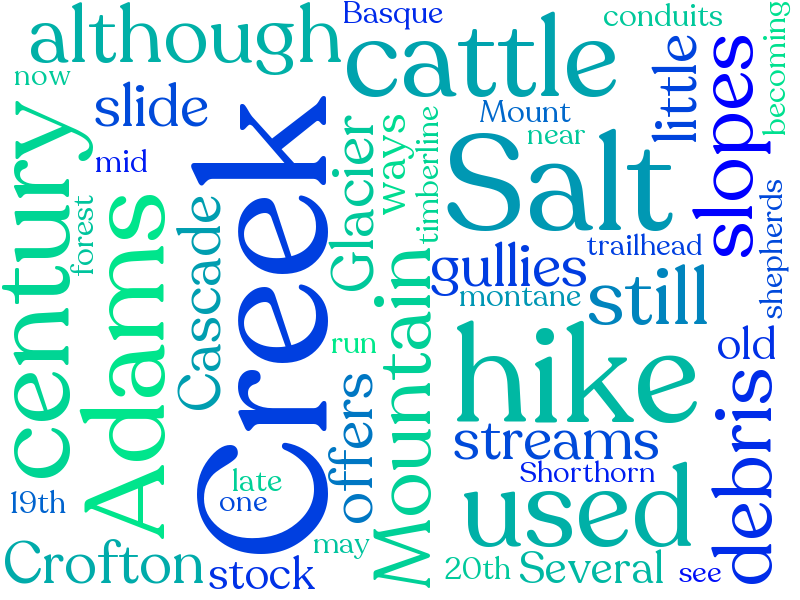 although
Basque
conduits
becoming
now
cattle
little
slopes
slide
Mount
near
century
mid
Creek
Glacier
ways
timberline
Salt
forest
Adams
Cascade
shepherds
trailhead
gullies
montane
still
Mountain
run
hike
old
offers
debris
streams
Shorthorn
late
one
19th
used
may
Crofton
stock
20th
Several
see